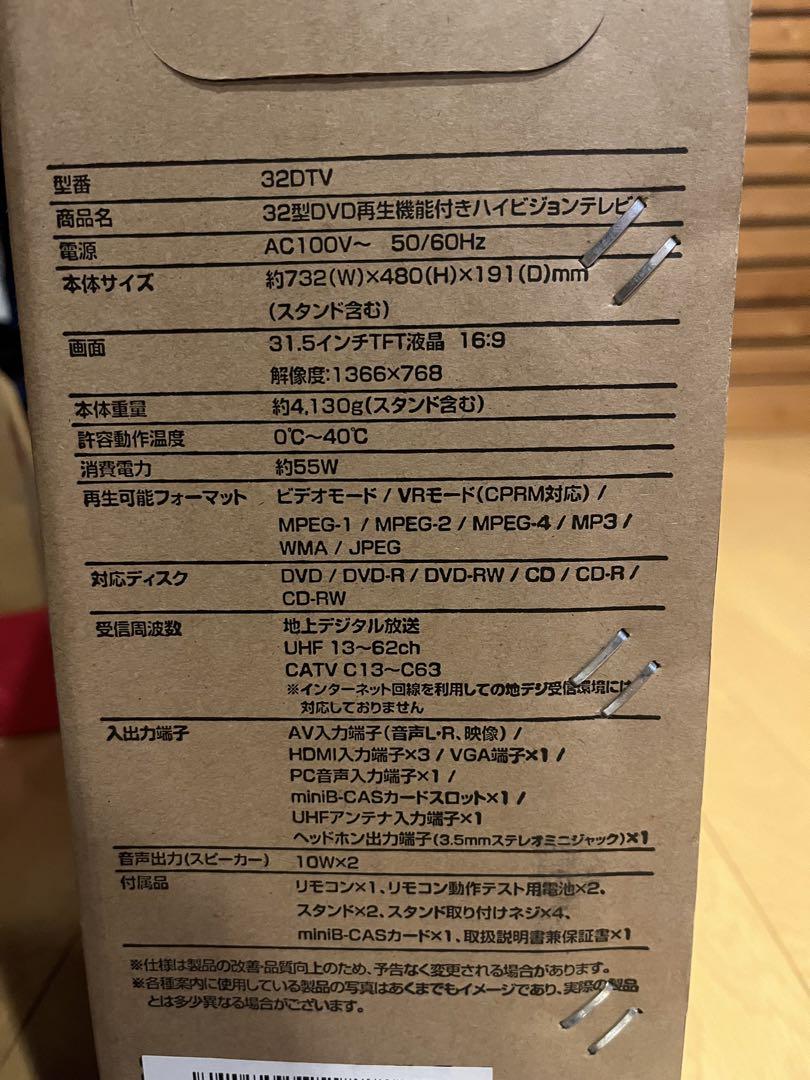 型番 32DTV
商品名 32型DVD再生機能付きハイビジョンテレビ
電源 AC100V〜 50/60Hz
本体サイズ 約732(W)×480(H)×191(D)mm
(スタンド含む)
画面 31.5インチTFT液晶 16:9
解像度:1366×768
本体重量 約4,130g(スタンド含む)
許容動作温度 0℃〜40℃
消費電力 約55W
再生可能フォーマット ビデオモード / VRモード(CPRM対応) /
MPEG-1 / MPEG-2 / MPEG-4 / MP3 /
WMA / JPEG
対応ディスク DVD / DVD-R / DVD-RW / CD / CD-R /
CD-RW
受信周波数 地上デジタル放送
UHF 13〜62ch
CATV C13〜C63
※インターネット回線を利用しての地デジ受信環境には
対応しておりません
入出力端子 AV入力端子(音声L・R、映像) /
HDMI入力端子×3 / VGA端子×1 /
PC音声入力端子×1 /
miniB-CASカードスロット×1 /
UHFアンテナ入力端子×1
ヘッドホン出力端子(3.5mmステレオミニジャック)×1
音声出力(スピーカー) 10W×2
付属品 リモコン×1、リモコン動作テスト用電池×2、
スタンド×2、スタンド取り付けネジ×4、
miniB-CASカード×1、取扱説明書兼保証書×1
※仕様は製品の改善・品質向上のため、予告なく変更される場合があります。
※各種案内に使用している製品の写真はあくまでもイメージであり、実際の製品
とは多少異なる場合がございます。